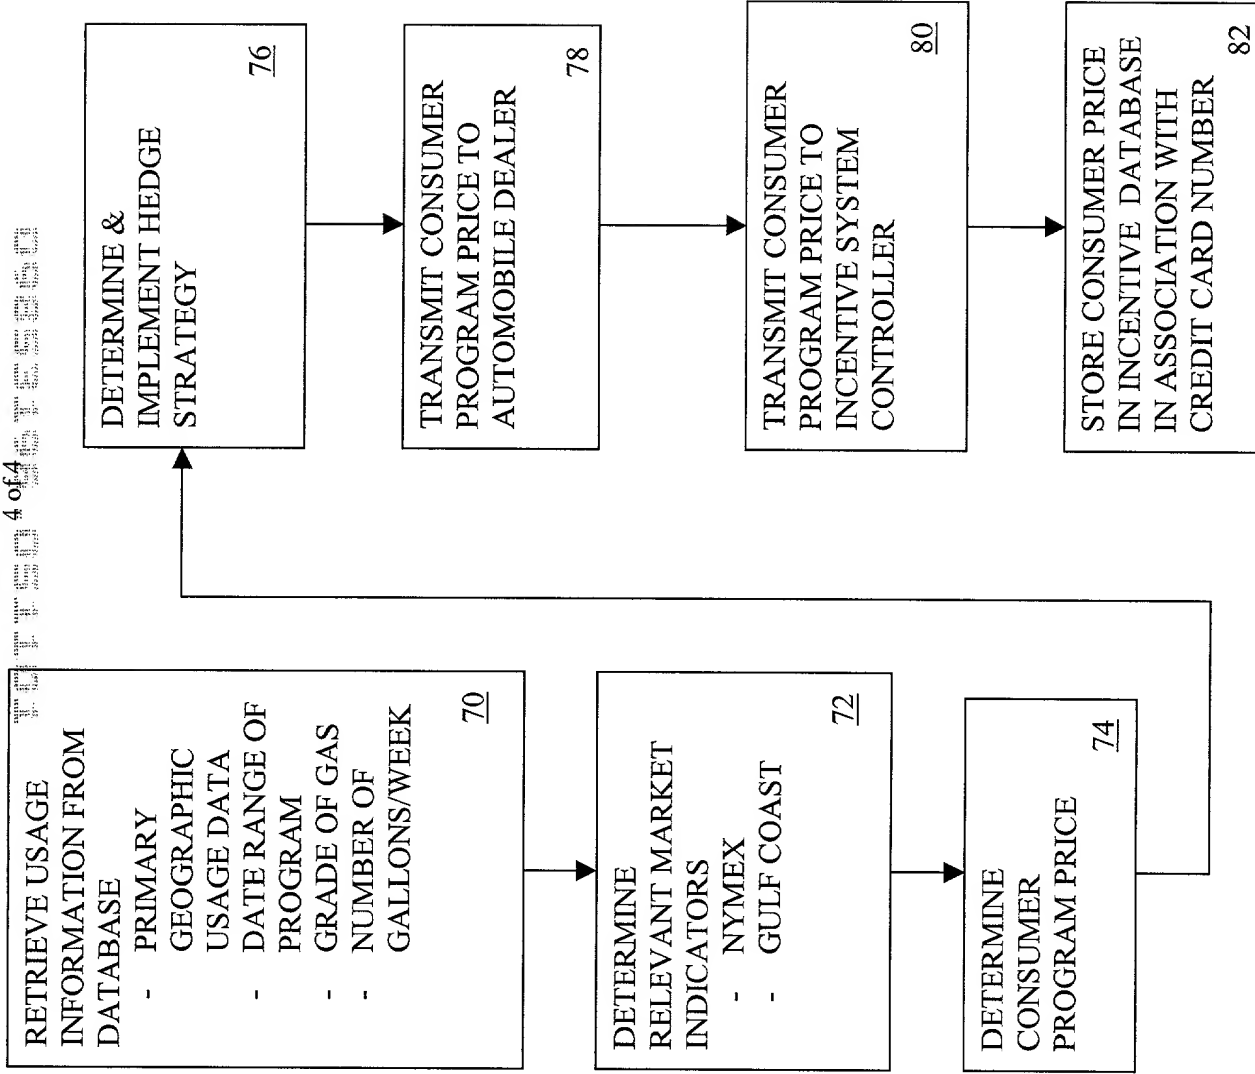 4 of 4
RETRIEVE USAGE
INFORMATION FROM
DATABASE
- PRIMARY
GEOGRAPHIC
USAGE DATA
- DATE RANGE OF
PROGRAM
- GRADE OF GAS
- NUMBER OF
GALLONS/WEEK
70
DETERMINE
RELEVANT MARKET
INDICATORS
- NYMEX
- GULF COAST
72
DETERMINE
CONSUMER
PROGRAM PRICE
74
DETERMINE &
IMPLEMENT HEDGE
STRATEGY
76
TRANSMIT CONSUMER
PROGRAM PRICE TO
AUTOMOBILE DEALER
78
TRANSMIT CONSUMER
PROGRAM PRICE TO
INCENTIVE SYSTEM
CONTROLLER
80
STORE CONSUMER PRICE
IN INCENTIVE DATABASE
IN ASSOCIATION WITH
CREDIT CARD NUMBER
82